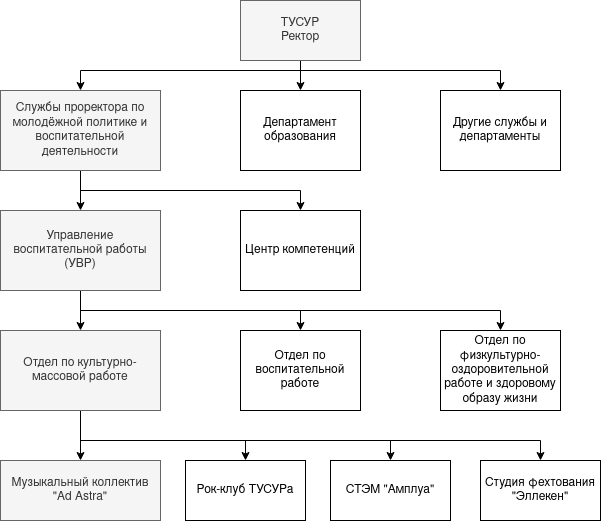 ТУСУР
Ректор
Службы проректора по
молодёжной политике и
воспитательной
деятельности
Департамент
образования
Другие службы и
департаменты
Управление
воспитательной работы
(УВР)
Центр компетенций
Отдел по культурно-
массовой работе
Отдел по
воспитательной
работе
Отдел по
физкультурно-
оздоровительной
работе и здоровому
образу жизни
Музыкальный коллектив
"Ad Astra"
Рок-клуб ТУСУРа
СТЭМ "Амплуа"
Студия фехтования
"Эллекен"